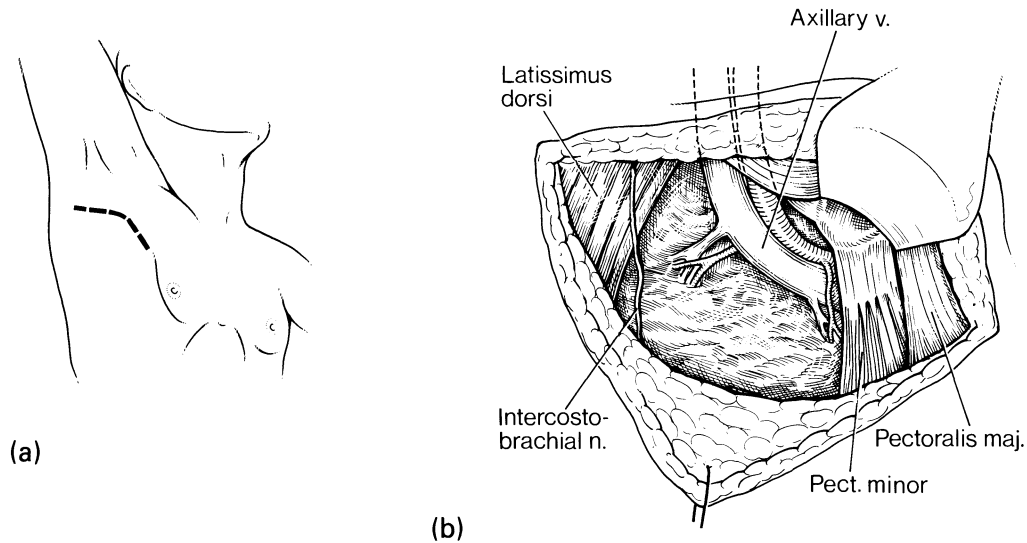 Axillary v.
Latissimus
dorsi
Intercosto-
brachial n.
Pectoralis maj.
Pect. minor
(a)
(b)